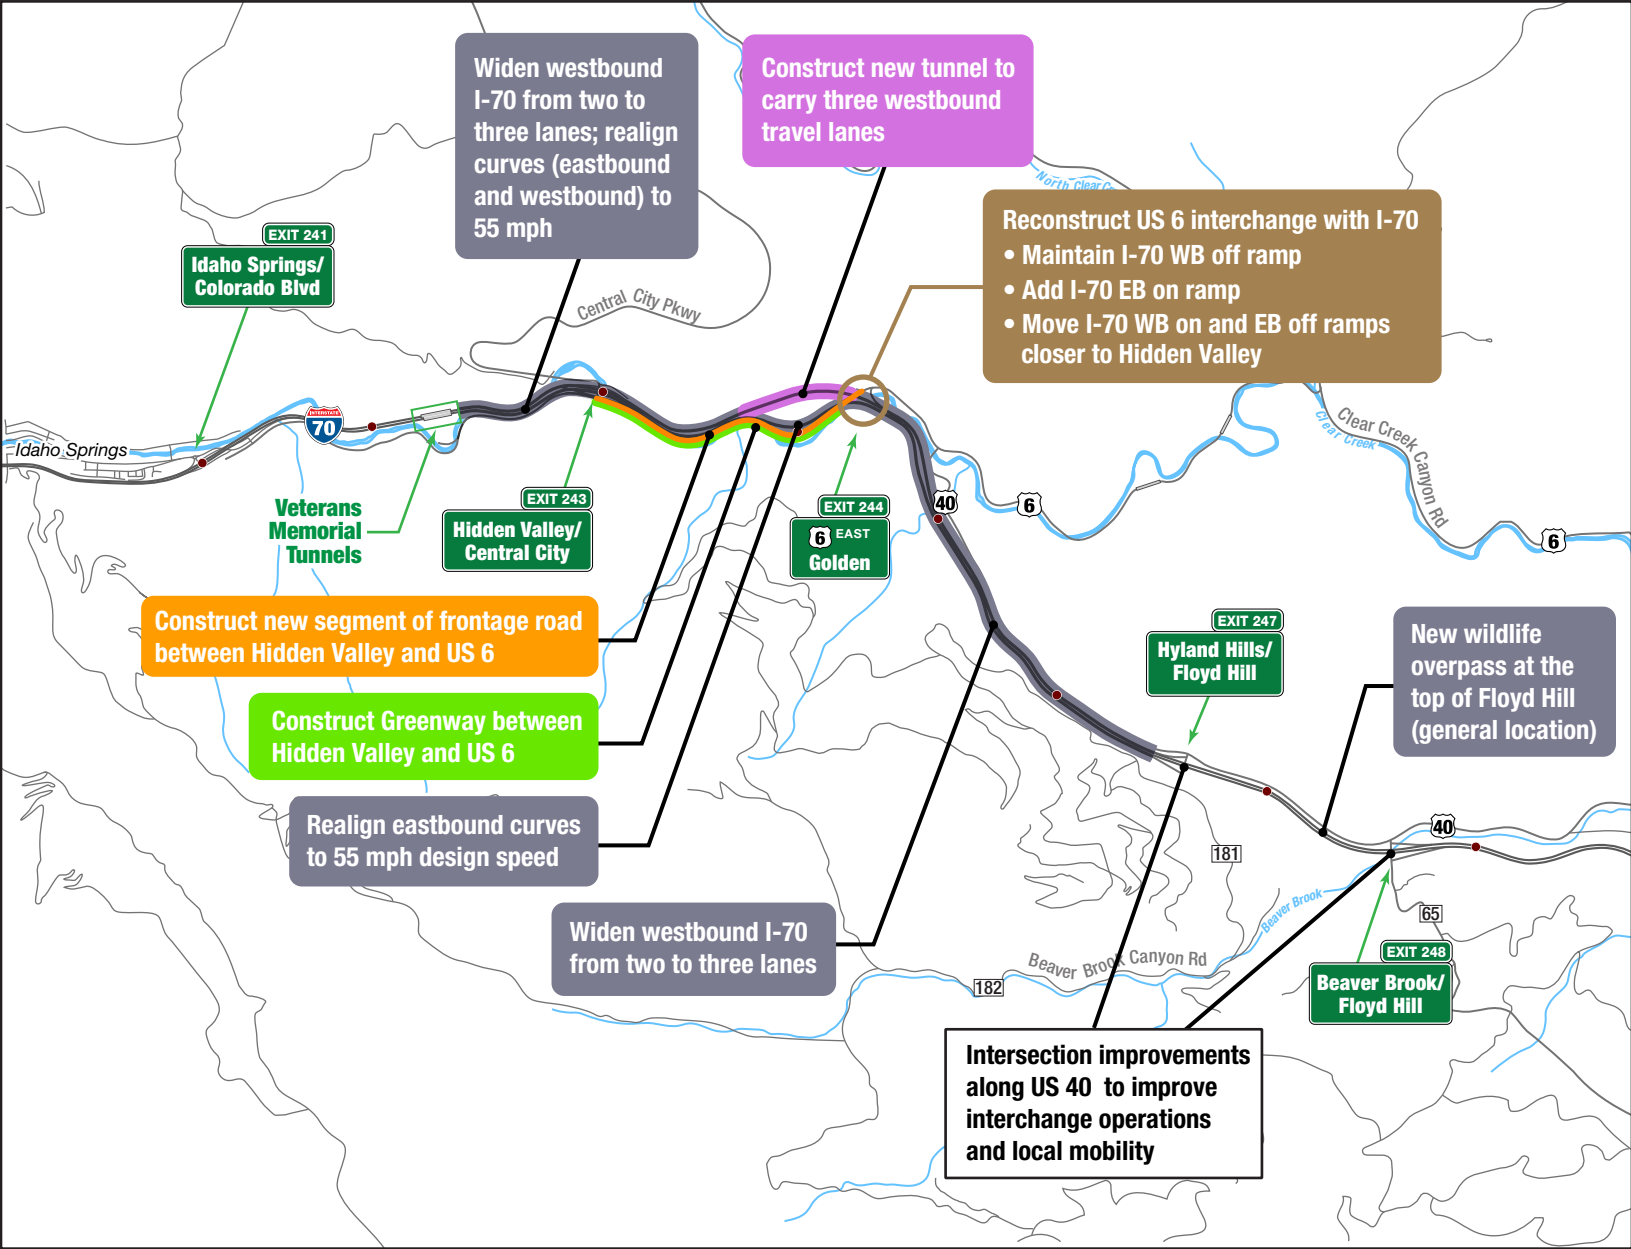 Widen westbound
I-70 from two to
three lanes; realign
curves (eastbound
and westbound) to
55 mph
Construct new tunnel to
carry three westbound
travel lanes
North Clear
Reconstruct US 6 interchange with I-70
• Maintain I-70 WB off ramp
• Add I-70 EB on ramp
• Move I-70 WB on and EB off ramps
closer to Hidden Valley
EXIT 241
Idaho Springs/
Colorado Blvd
Central City Pkwy
INTERSTATE
70
Idaho Springs
Clear Creek Canyon Rd
Clear Creek
Veterans
Memorial
Tunnels
EXIT 243
Hidden Valley/
Central City
EXIT 244
6 EAST
Golden
40
6
6
Construct new segment of frontage road
between Hidden Valley and US 6
EXIT 247
Hyland Hills/
Floyd Hill
New wildlife
overpass at the
top of Floyd Hill
(general location)
Construct Greenway between
Hidden Valley and US 6
Realign eastbound curves
to 55 mph design speed
40
181
65
Beaver Brook
Widen westbound I-70
from two to three lanes
Beaver Brook Canyon Rd
182
EXIT 248
Beaver Brook/
Floyd Hill
Intersection improvements
along US 40 to improve
interchange operations
and local mobility